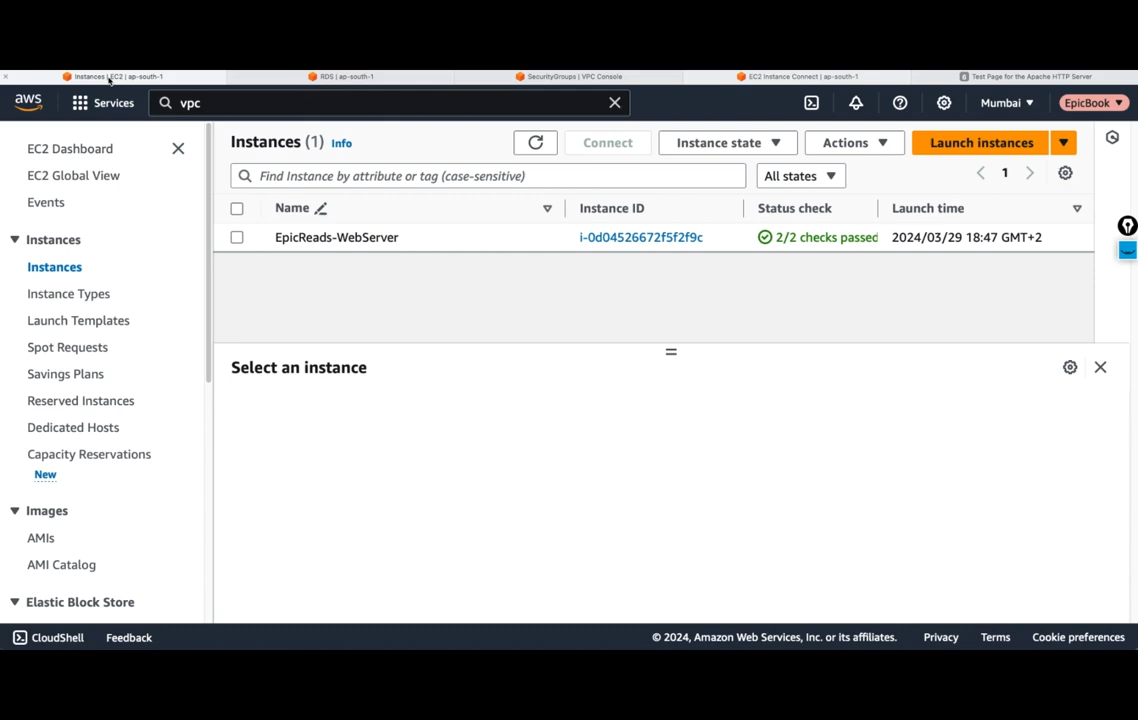 Instances | EC2 | ap-south-1
RDS | ap-south-1
SecurityGroups | VPC Console
EC2 Instance Connect | ap-south-1
Test Page for the Apache HTTP Server
aws
Services
vpc
Mumbai
EpicBook
EC2 Dashboard
EC2 Global View
Events
Instances
Instances
Instance Types
Launch Templates
Spot Requests
Savings Plans
Reserved Instances
Dedicated Hosts
Capacity Reservations
New
Images
AMIs
AMI Catalog
Elastic Block Store
Instances (1) Info
Connect
Instance state
Actions
Launch instances
Find Instance by attribute or tag (case-sensitive)
All states
1
Name
Instance ID
Status check
Launch time
EpicReads-WebServer
i-0d04526672f5f2f9c
2/2 checks passed
2024/03/29 18:47 GMT+2
Select an instance
CloudShell
Feedback
© 2024, Amazon Web Services, Inc. or its affiliates.
Privacy
Terms
Cookie preferences